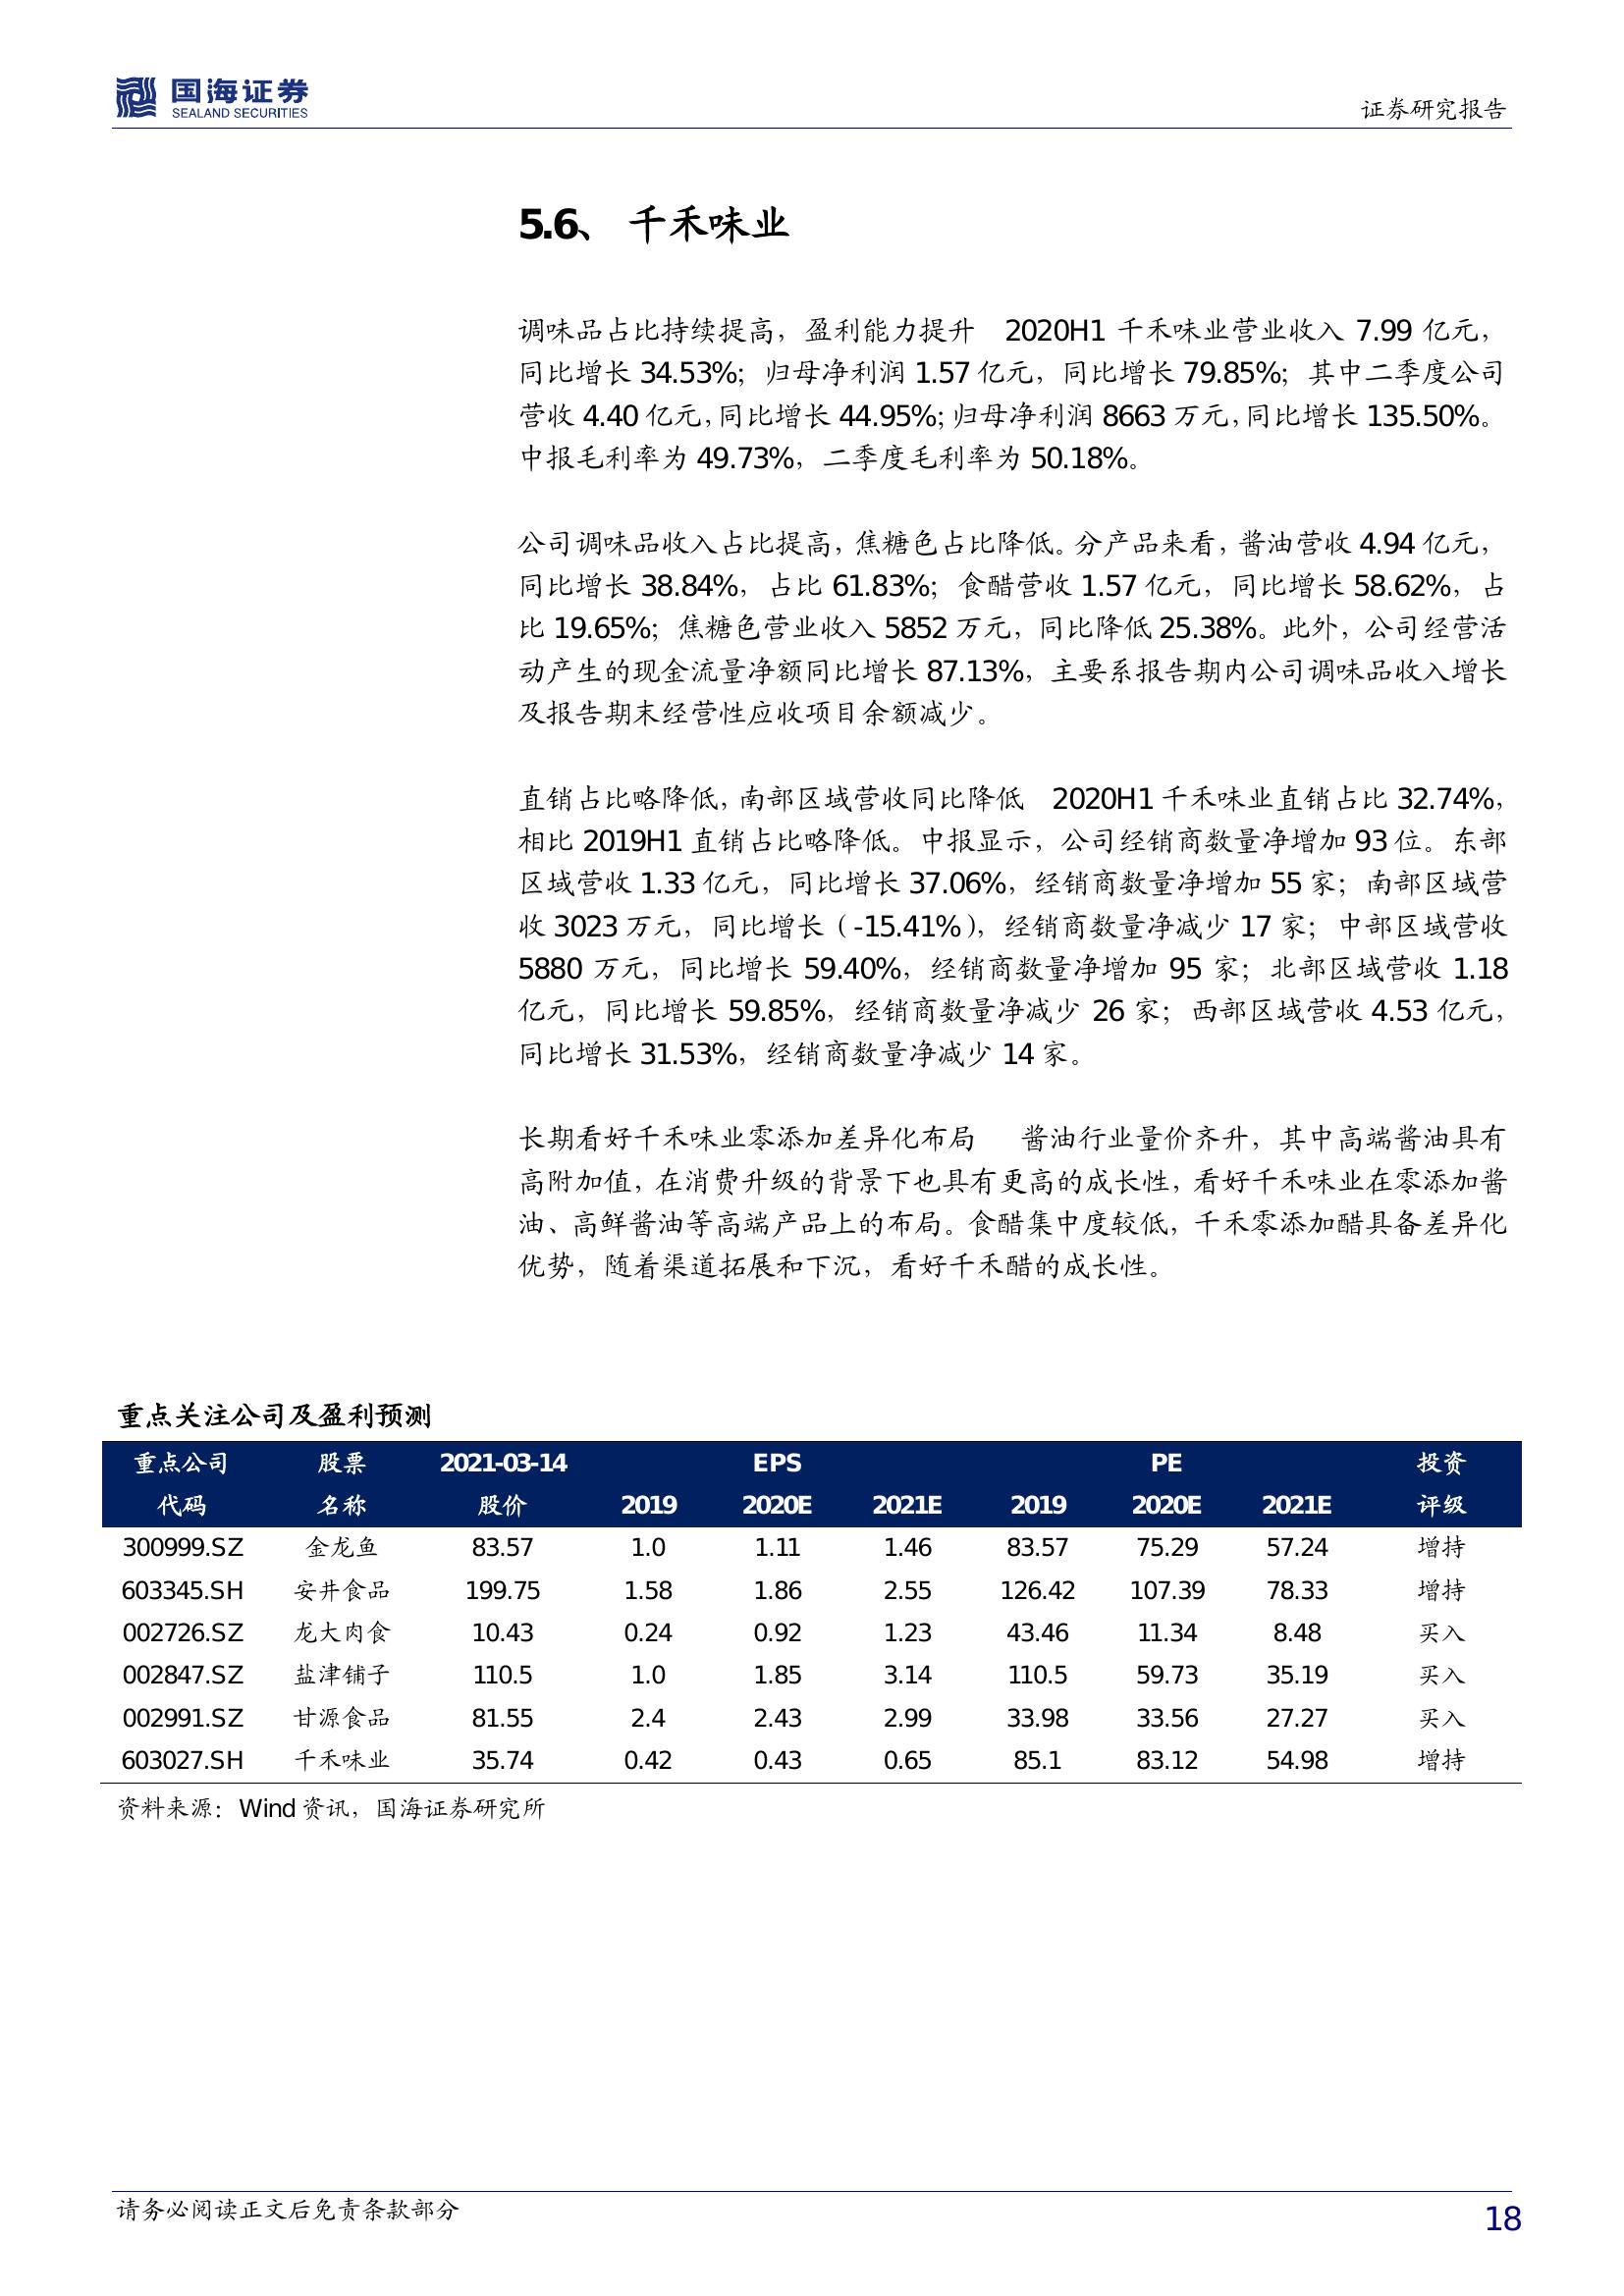 国海证券
SEALAND SECURITIES
证券研究报告
5.6、 千禾味业
调味品占比持续提高，盈利能力提升 2020H1 千禾味业营业收入 7.99 亿元，
同比增长 34.53%；归母净利润 1.57 亿元，同比增长 79.85%；其中二季度公司
营收 4.40 亿元，同比增长 44.95%；归母净利润 8663 万元，同比增长 135.50%。
中报毛利率为 49.73%，二季度毛利率为 50.18%。
公司调味品收入占比提高，焦糖色占比降低。分产品来看，酱油营收 4.94 亿元，
同比增长 38.84%，占比 61.83%；食醋营收 1.57 亿元，同比增长 58.62%，占
比 19.65%；焦糖色营业收入 5852 万元，同比降低 25.38%。此外，公司经营活
动产生的现金流量净额同比增长 87.13%，主要系报告期内公司调味品收入增长
及报告期末经营性应收项目余额减少。
直销占比略降低，南部区域营收同比降低 2020H1 千禾味业直销占比 32.74%，
相比 2019H1 直销占比略降低。中报显示，公司经销商数量净增加 93 位。东部
区域营收 1.33 亿元，同比增长 37.06%，经销商数量净增加 55 家；南部区域营
收 3023 万元，同比增长（-15.41%），经销商数量净减少 17 家；中部区域营收
5880 万元，同比增长 59.40%，经销商数量净增加 95 家；北部区域营收 1.18
亿元，同比增长 59.85%，经销商数量净减少 26 家；西部区域营收 4.53 亿元，
同比增长 31.53%，经销商数量净减少 14 家。
长期看好千禾味业零添加差异化布局 酱油行业量价齐升，其中高端酱油具有
高附加值，在消费升级的背景下也具有更高的成长性，看好千禾味业在零添加酱
油、高鲜酱油等高端产品上的布局。食醋集中度较低，千禾零添加醋具备差异化
优势，随着渠道拓展和下沉，看好千禾醋的成长性。
重点关注公司及盈利预测
重点公司 股票 2021-03-14 EPS PE 投资
代码 名称 股价 2019 2020E 2021E 2019 2020E 2021E 评级
300999.SZ 金龙鱼 83.57 1.0 1.11 1.46 83.57 75.29 57.24 增持
603345.SH 安井食品 199.75 1.58 1.86 2.55 126.42 107.39 78.33 增持
002726.SZ 龙大肉食 10.43 0.24 0.92 1.23 43.46 11.34 8.48 买入
002847.SZ 盐津铺子 110.5 1.0 1.85 3.14 110.5 59.73 35.19 买入
002991.SZ 甘源食品 81.55 2.4 2.43 2.99 33.98 33.56 27.27 买入
603027.SH 千禾味业 35.74 0.42 0.43 0.65 85.1 83.12 54.98 增持
资料来源：Wind 资讯，国海证券研究所
请务必阅读正文后免责条款部分
18